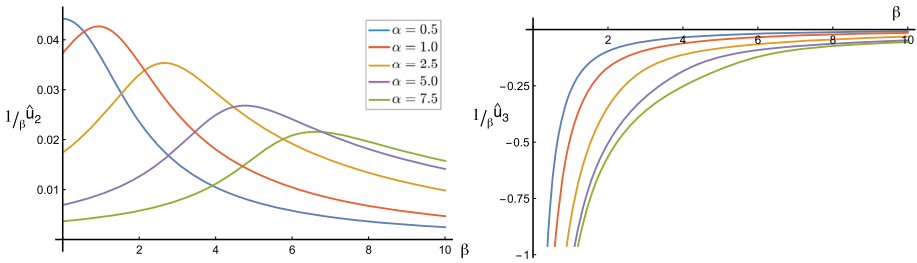 0.04
0.03
0.02
0.01
1/β û2
2
4
6
8
10
β
α = 0.5
α = 1.0
α = 2.5
α = 5.0
α = 7.5
β
2
4
6
8
10
-0.25
-0.5
-0.75
-1
1/β û3